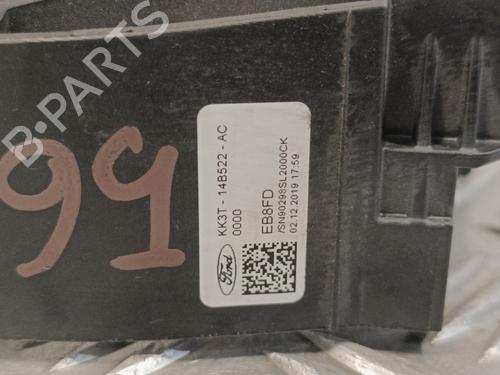 99
Ford
KK3T - 14B522 - AC
0000
EB8FD
/SN90298SL2000CK
02.12.2019 17:59
B-PARTS